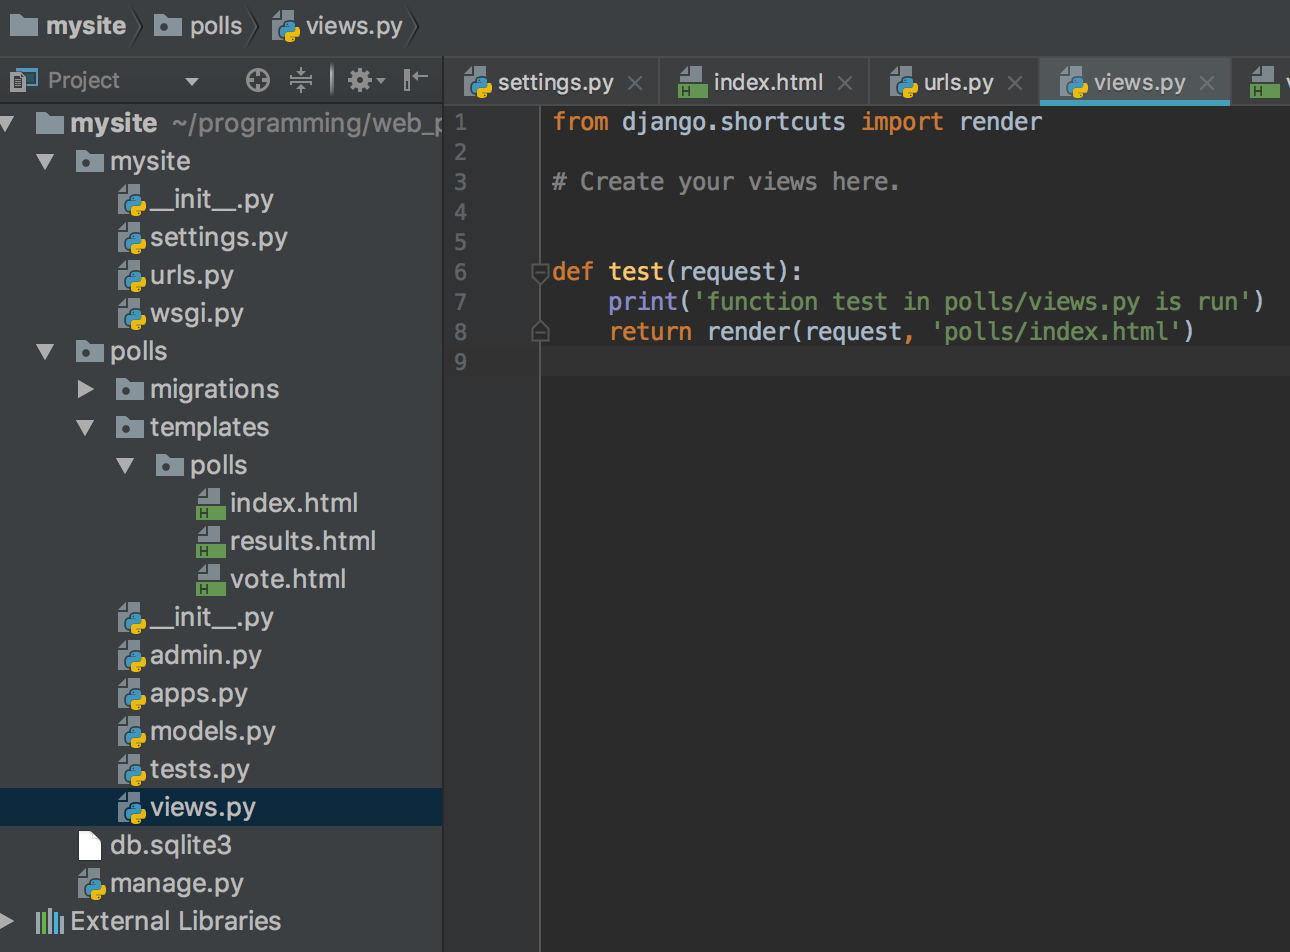 mysite polls views.py
Project
settings.py index.html urls.py views.py
mysite ~/programming/web_p
mysite
__init__.py
settings.py
urls.py
wsgi.py
polls
migrations
templates
polls
index.html
results.html
vote.html
__init__.py
admin.py
apps.py
models.py
tests.py
views.py
db.sqlite3
manage.py
External Libraries
1 from django.shortcuts import render
2
3 # Create your views here.
4
5
6 def test(request):
7 print('function test in polls/views.py is run')
8 return render(request, 'polls/index.html')
9